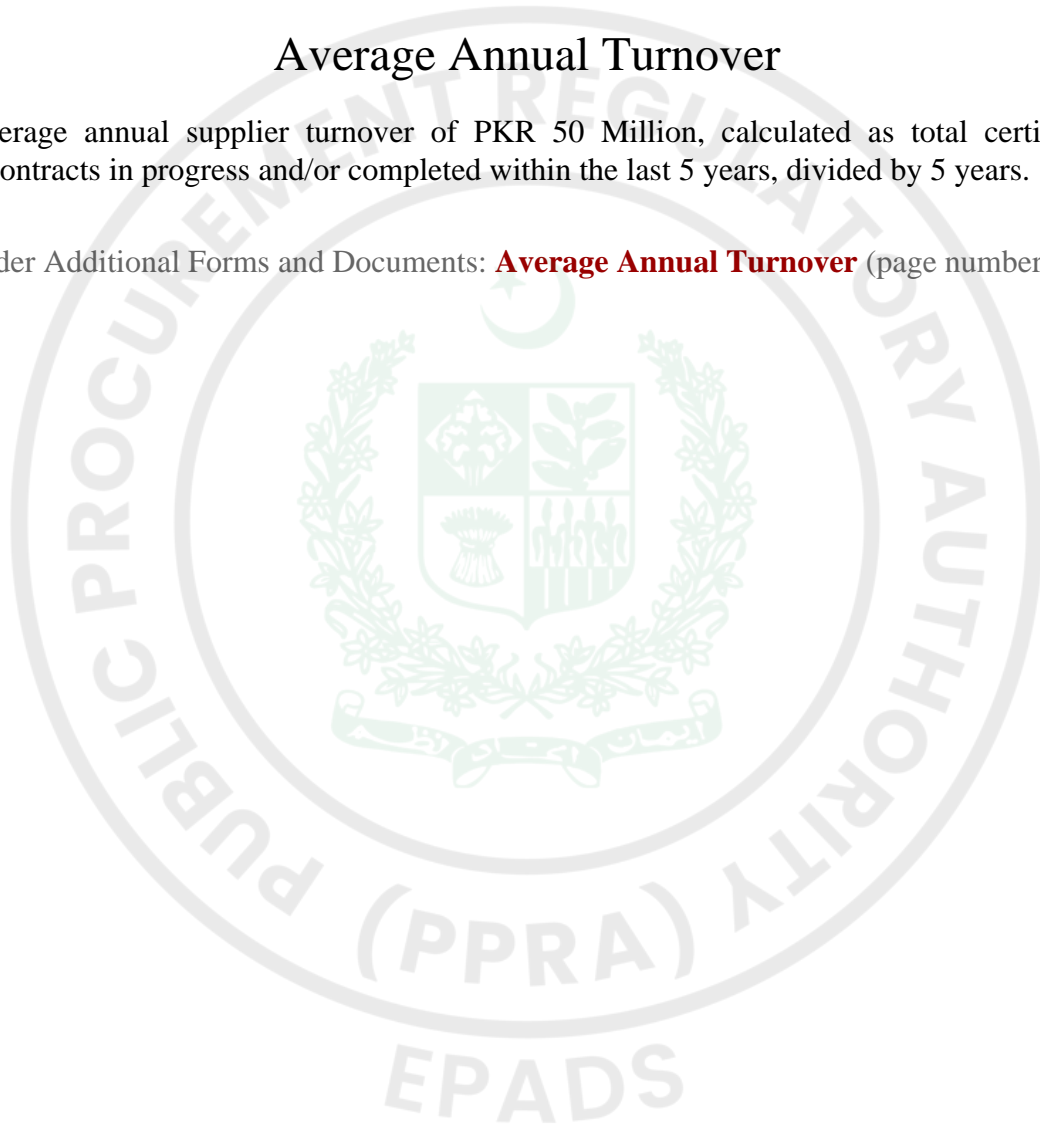 Average Annual Turnover
erage annual supplier turnover of PKR 50 Million, calculated as total certi
ontracts in progress and/or completed within the last 5 years, divided by 5 years.
der Additional Forms and Documents: Average Annual Turnover (page number
PUBLIC PROCUREMENT REGULATORY AUTHORITY
(PPRA)
EPADS